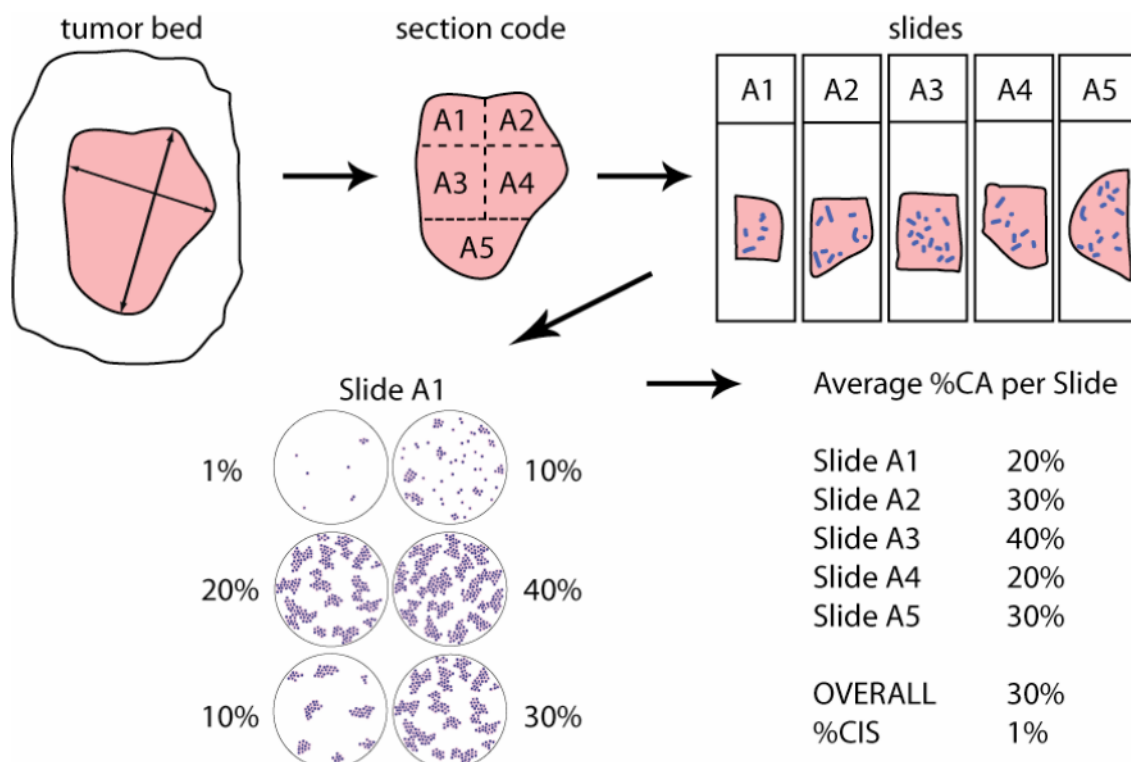 tumor bed
section code
slides
A1
A2
A3
A4
A5
A1
A2
A3
A4
A5
Slide A1
1%
10%
20%
40%
10%
30%
Average %CA per Slide
Slide A1 20%
Slide A2 30%
Slide A3 40%
Slide A4 20%
Slide A5 30%
OVERALL 30%
%CIS 1%